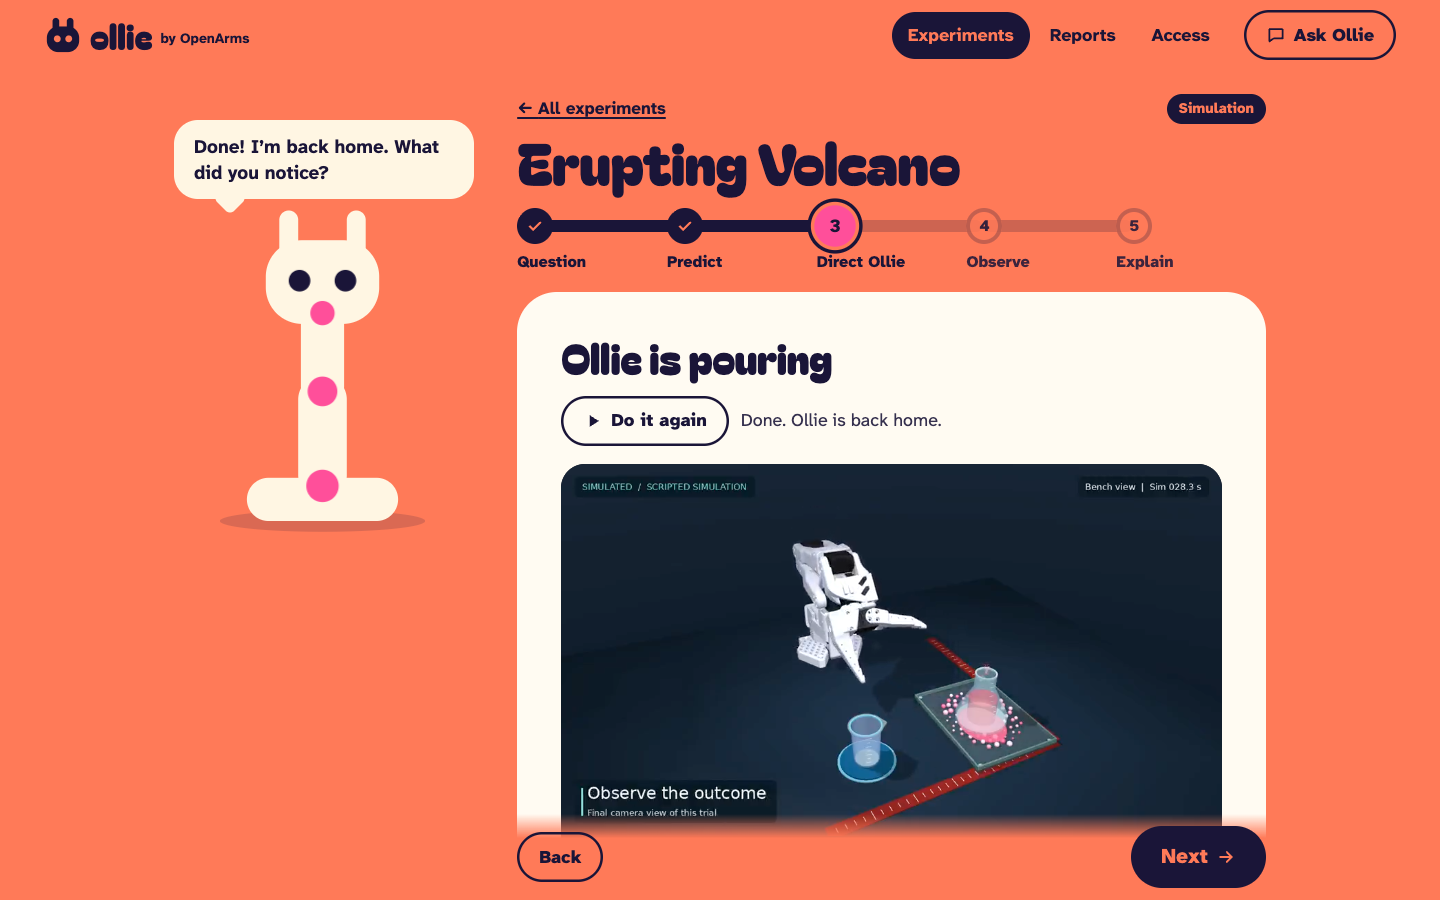 ollie by OpenArms
Experiments
Reports
Access
Ask Ollie
← All experiments
Simulation
Done! I'm back home. What
did you notice?
Erupting Volcano
3
4
5
Question
Predict
Direct Ollie
Observe
Explain
Ollie is pouring
Do it again
Done. Ollie is back home.
SIMULATED / SCRIPTED SIMULATION
Bench view | Sim 028.3 s
Observe the outcome
Final camera view of this trial
Back
Next →